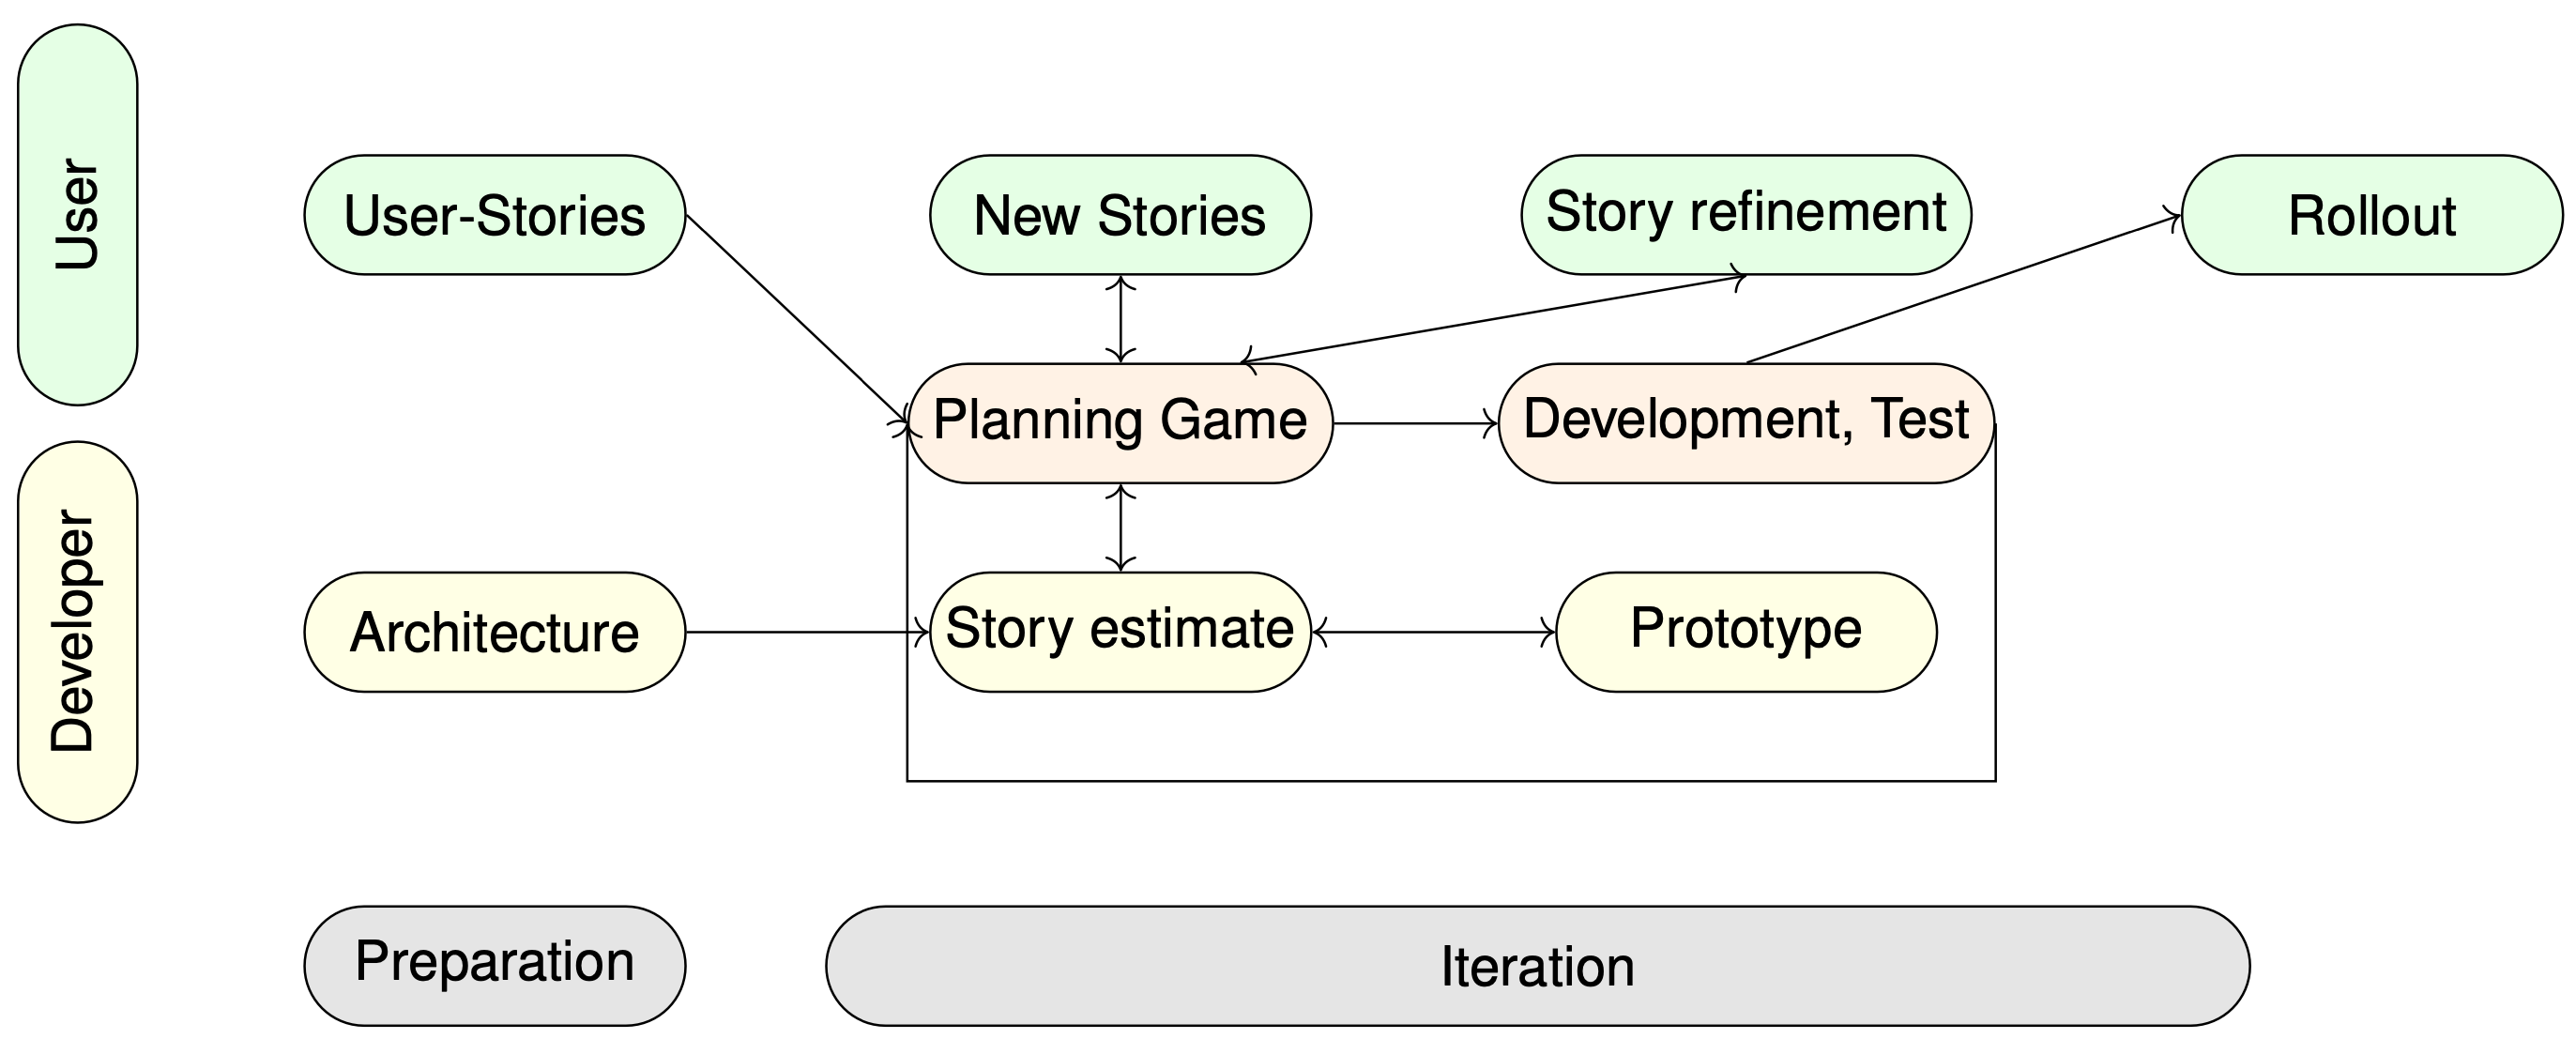 User
User-Stories
New Stories
Story refinement
Rollout
Planning Game
Development, Test
Developer
Architecture
Story estimate
Prototype
Preparation
Iteration